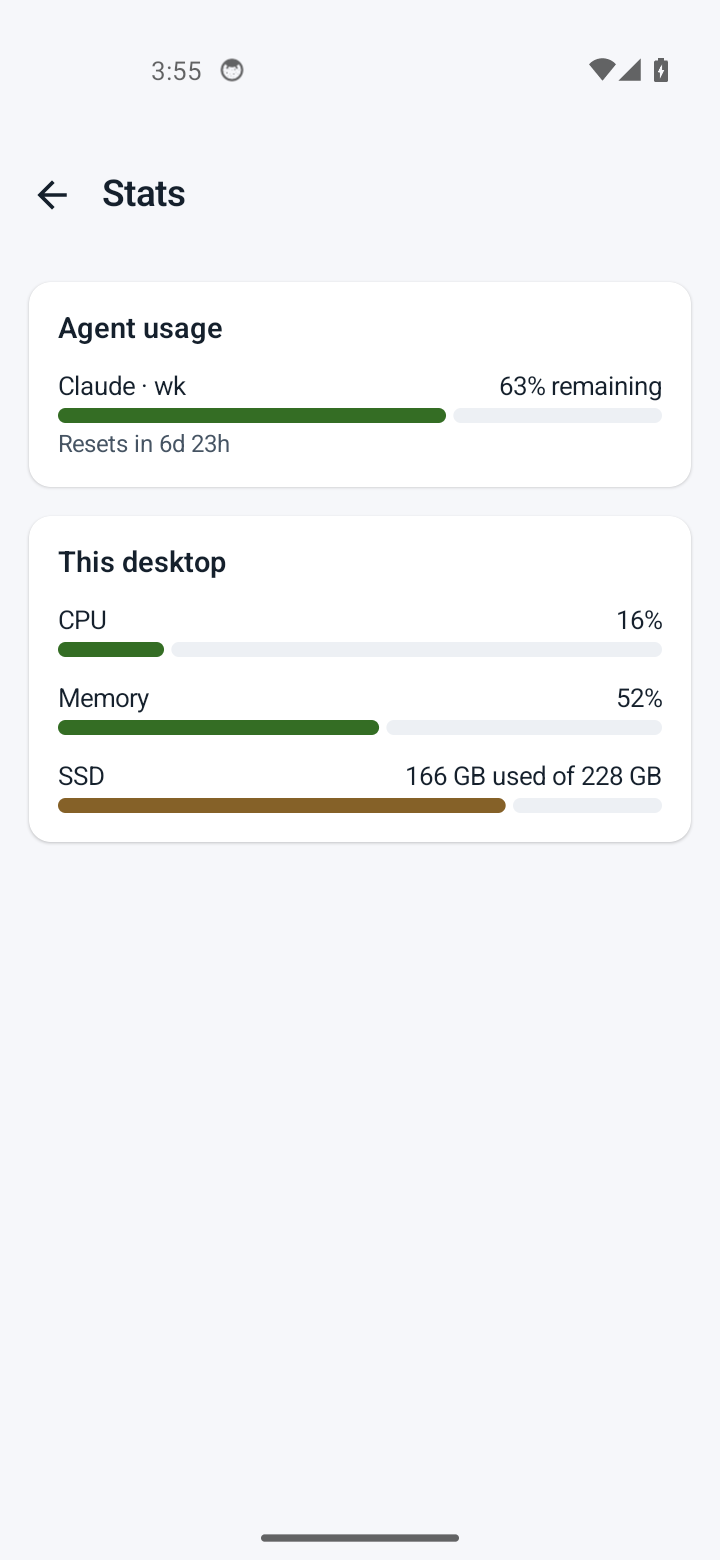 3:55
Stats
Agent usage
Claude · wk 63% remaining
Resets in 6d 23h
This desktop
CPU 16%
Memory 52%
SSD 166 GB used of 228 GB